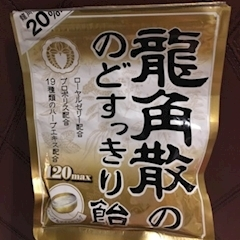 20%
龍角散の
のどすっきり飴
ローヤルゼリー配合
プロポリス配合
19種類のハーブエキス配合
120max